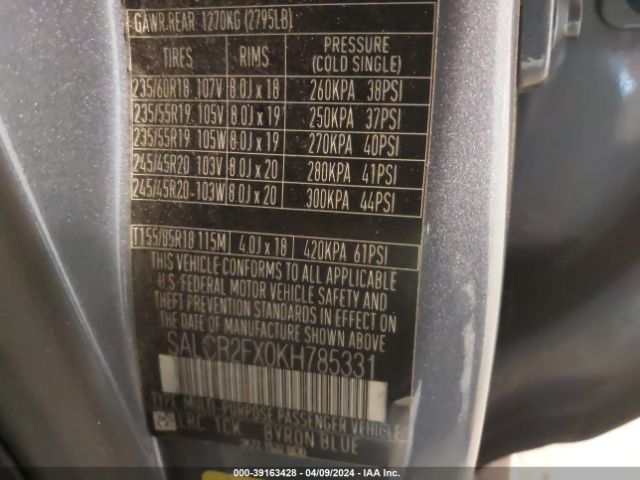 GAWR.REAR 1270KG (2795LB)
TIRES RIMS PRESSURE (COLD SINGLE)
235/60R18 107V 8.0J x 18 260KPA 38PSI
235/55R19 105V 8.0J x 19 250KPA 37PSI
235/55R19 105W 8.0J x 19 270KPA 40PSI
245/45R20 103V 8.0J x 20 280KPA 41PSI
245/45R20 103W 8.0J x 20 300KPA 44PSI
T155/85R18 115M 4.0J x 18 420KPA 61PSI
THIS VEHICLE CONFORMS TO ALL APPLICABLE
U.S. FEDERAL MOTOR VEHICLE SAFETY AND
THEFT PREVENTION STANDARDS IN EFFECT ON
THE DATE OF MANUFACTURE SHOWN ABOVE.
SALCR2FX0KH785331
TYPE: MULTI-PURPOSE PASSENGER VEHICLE
LRC TCK BYRON BLUE
000-39163428 - 04/09/2024 - IAA Inc.